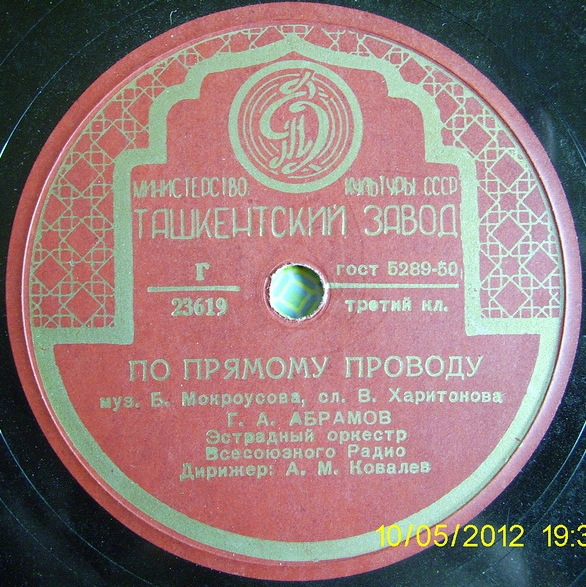 МИНИСТЕРСТВО КУЛЬТУРЫ СССР
ТАШКЕНТСКИЙ ЗАВОД
Г
23619
ГОСТ 5289-50
третий кл.
ПО ПРЯМОМУ ПРОВОДУ
муз. Б. Мокроусова, сл. В. Харитонова
Г. А. АБРАМОВ
Эстрадный оркестр
Всесоюзного Радио
Дирижер: А. М. Ковалев
10/05/2012 19:3